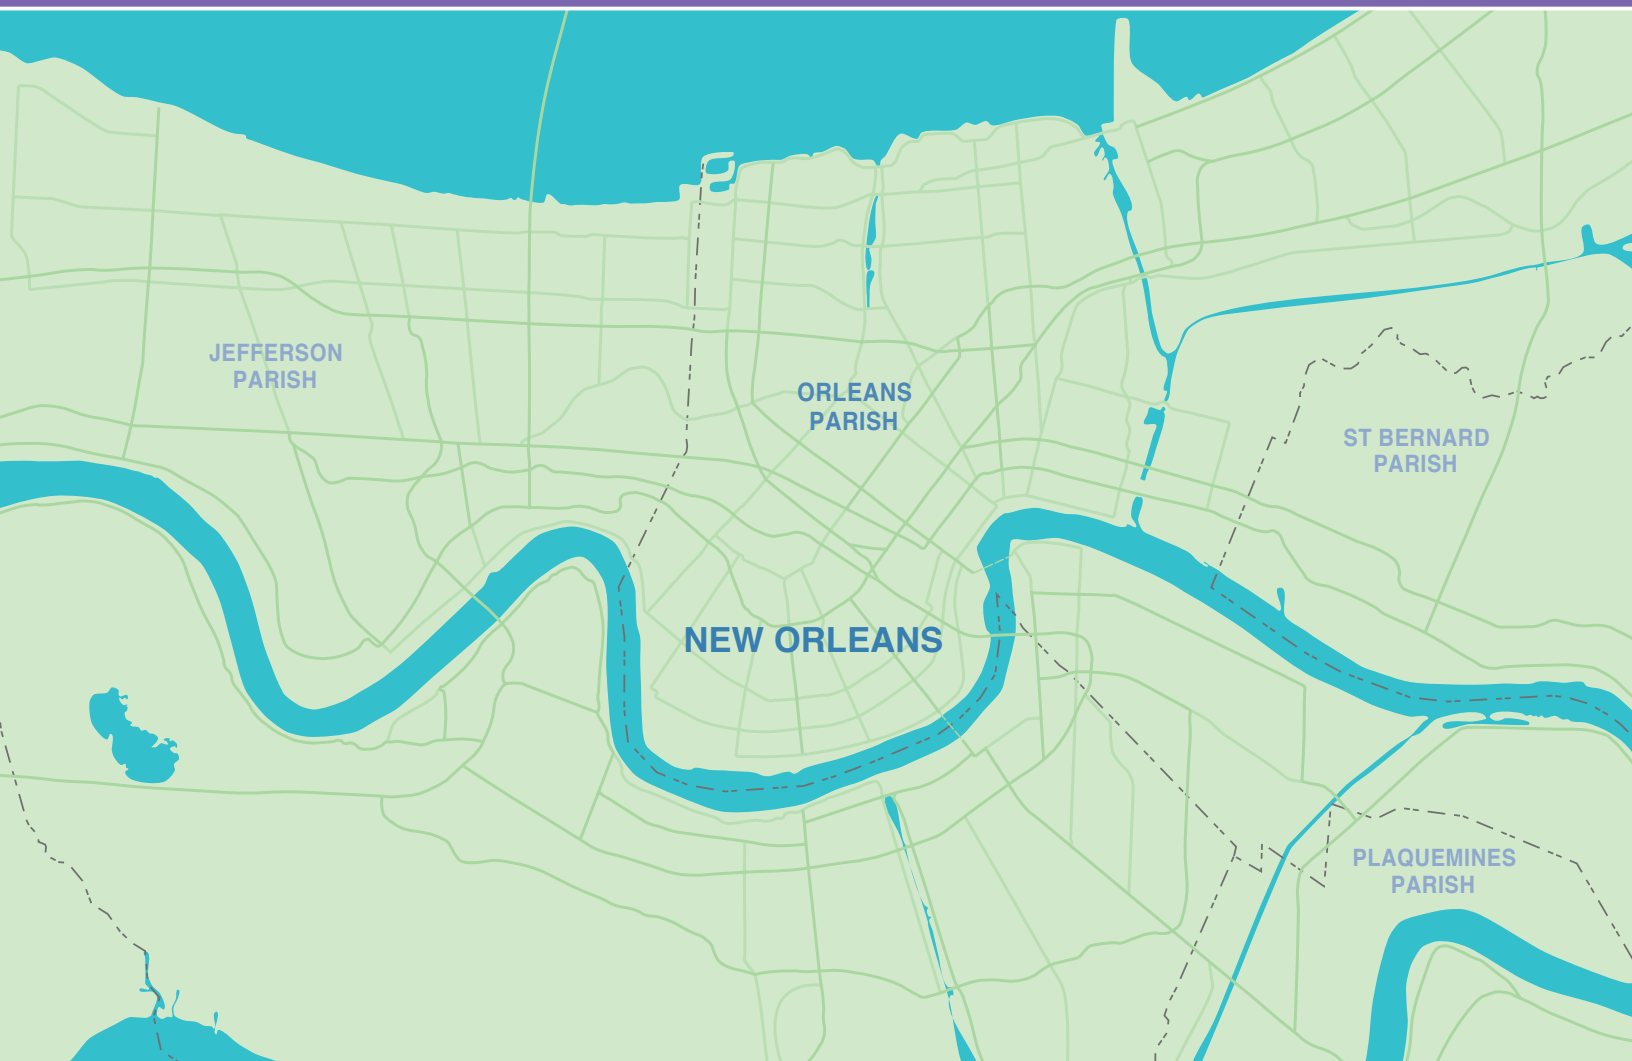 JEFFERSON
PARISH
ORLEANS
PARISH
ST BERNARD
PARISH
NEW ORLEANS
PLAQUEMINES
PARISH